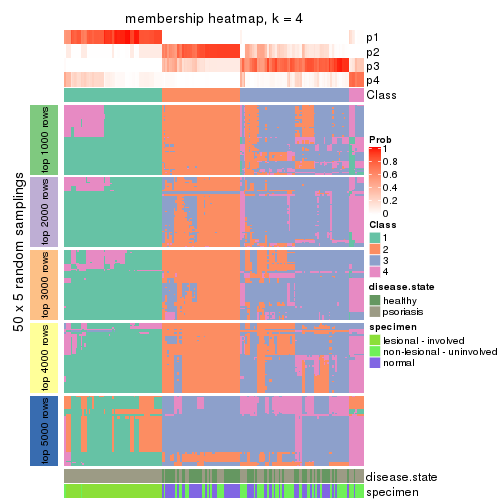 membership heatmap, k = 4
p1
p2
p3
p4
Class
50 x 5 random samplings
top 1000 rows
top 2000 rows
top 3000 rows
top 4000 rows
top 5000 rows
disease.state
specimen
Prob
1
0.8
0.6
0.4
0.2
0
Class
1
2
3
4
disease.state
healthy
psoriasis
specimen
lesional - involved
non-lesional - uninvolved
normal